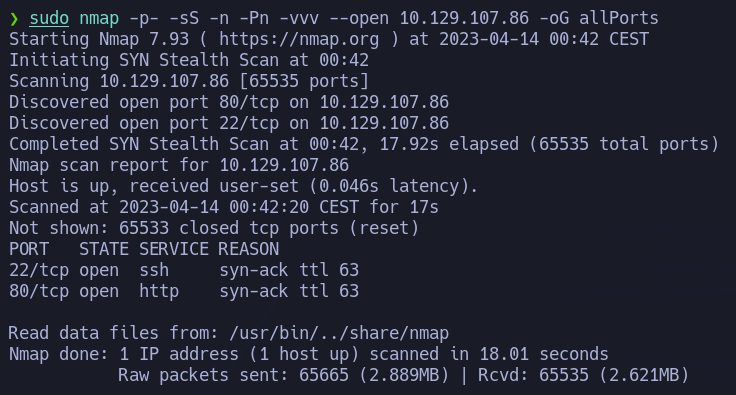 ❯ sudo nmap -p- -sS -n -Pn -vvv --open 10.129.107.86 -oG allPorts
Starting Nmap 7.93 ( https://nmap.org ) at 2023-04-14 00:42 CEST
Initiating SYN Stealth Scan at 00:42
Scanning 10.129.107.86 [65535 ports]
Discovered open port 80/tcp on 10.129.107.86
Discovered open port 22/tcp on 10.129.107.86
Completed SYN Stealth Scan at 00:42, 17.92s elapsed (65535 total ports)
Nmap scan report for 10.129.107.86
Host is up, received user-set (0.046s latency).
Scanned at 2023-04-14 00:42:20 CEST for 17s
Not shown: 65533 closed tcp ports (reset)
PORT   STATE SERVICE REASON
22/tcp open  ssh     syn-ack ttl 63
80/tcp open  http    syn-ack ttl 63
Read data files from: /usr/bin/../share/nmap
Nmap done: 1 IP address (1 host up) scanned in 18.01 seconds
           Raw packets sent: 65665 (2.889MB) | Rcvd: 65535 (2.621MB)